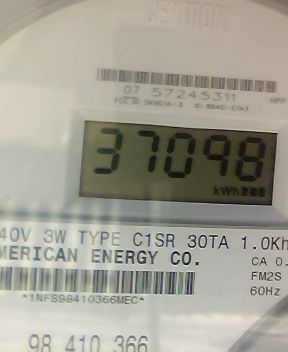 CENTRON®
07 57245311
37098
kWh
40V 3W TYPE C1SR 30TA 1.0Kh
MERICAN ENERGY CO.
CA 0.
FM2S
60Hz
*1NFS98410366MEC*
98 410 366